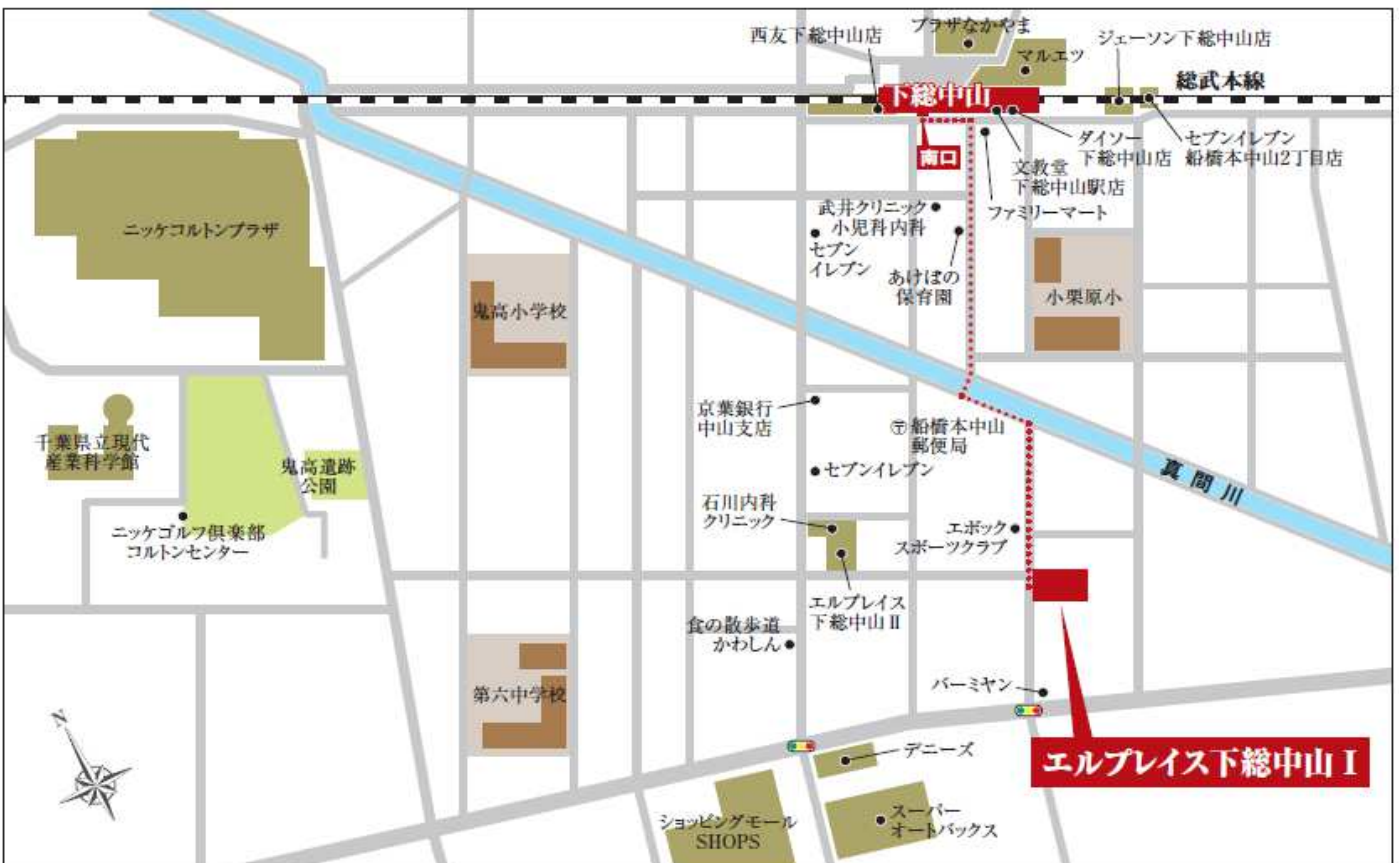 プラザなかやま
西友下総中山店
マルエツ
ジェーソン下総中山店
総武本線
下総中山
南口
ダイソー
下総中山店
セブンイレブン
船橋本中山2丁目店
文教堂
下総中山駅店
ファミリーマート
武井クリニック
小児科内科
セブン
イレブン
あけぼの
保育園
小栗原小
ニッケコルトンプラザ
鬼高小学校
京葉銀行
中山支店
〒船橋本中山
郵便局
千葉県立現代
産業科学館
鬼高遺跡
公園
セブンイレブン
真間川
石川内科
クリニック
ニッケゴルフ倶楽部
コルトンセンター
エポック
スポーツクラブ
エルプレイス
下総中山Ⅱ
食の散歩道
かわしん
第六中学校
バーミヤン
N
デニーズ
エルプレイス下総中山Ⅰ
ショッピングモール
SHOPS
スーパー
オートバックス